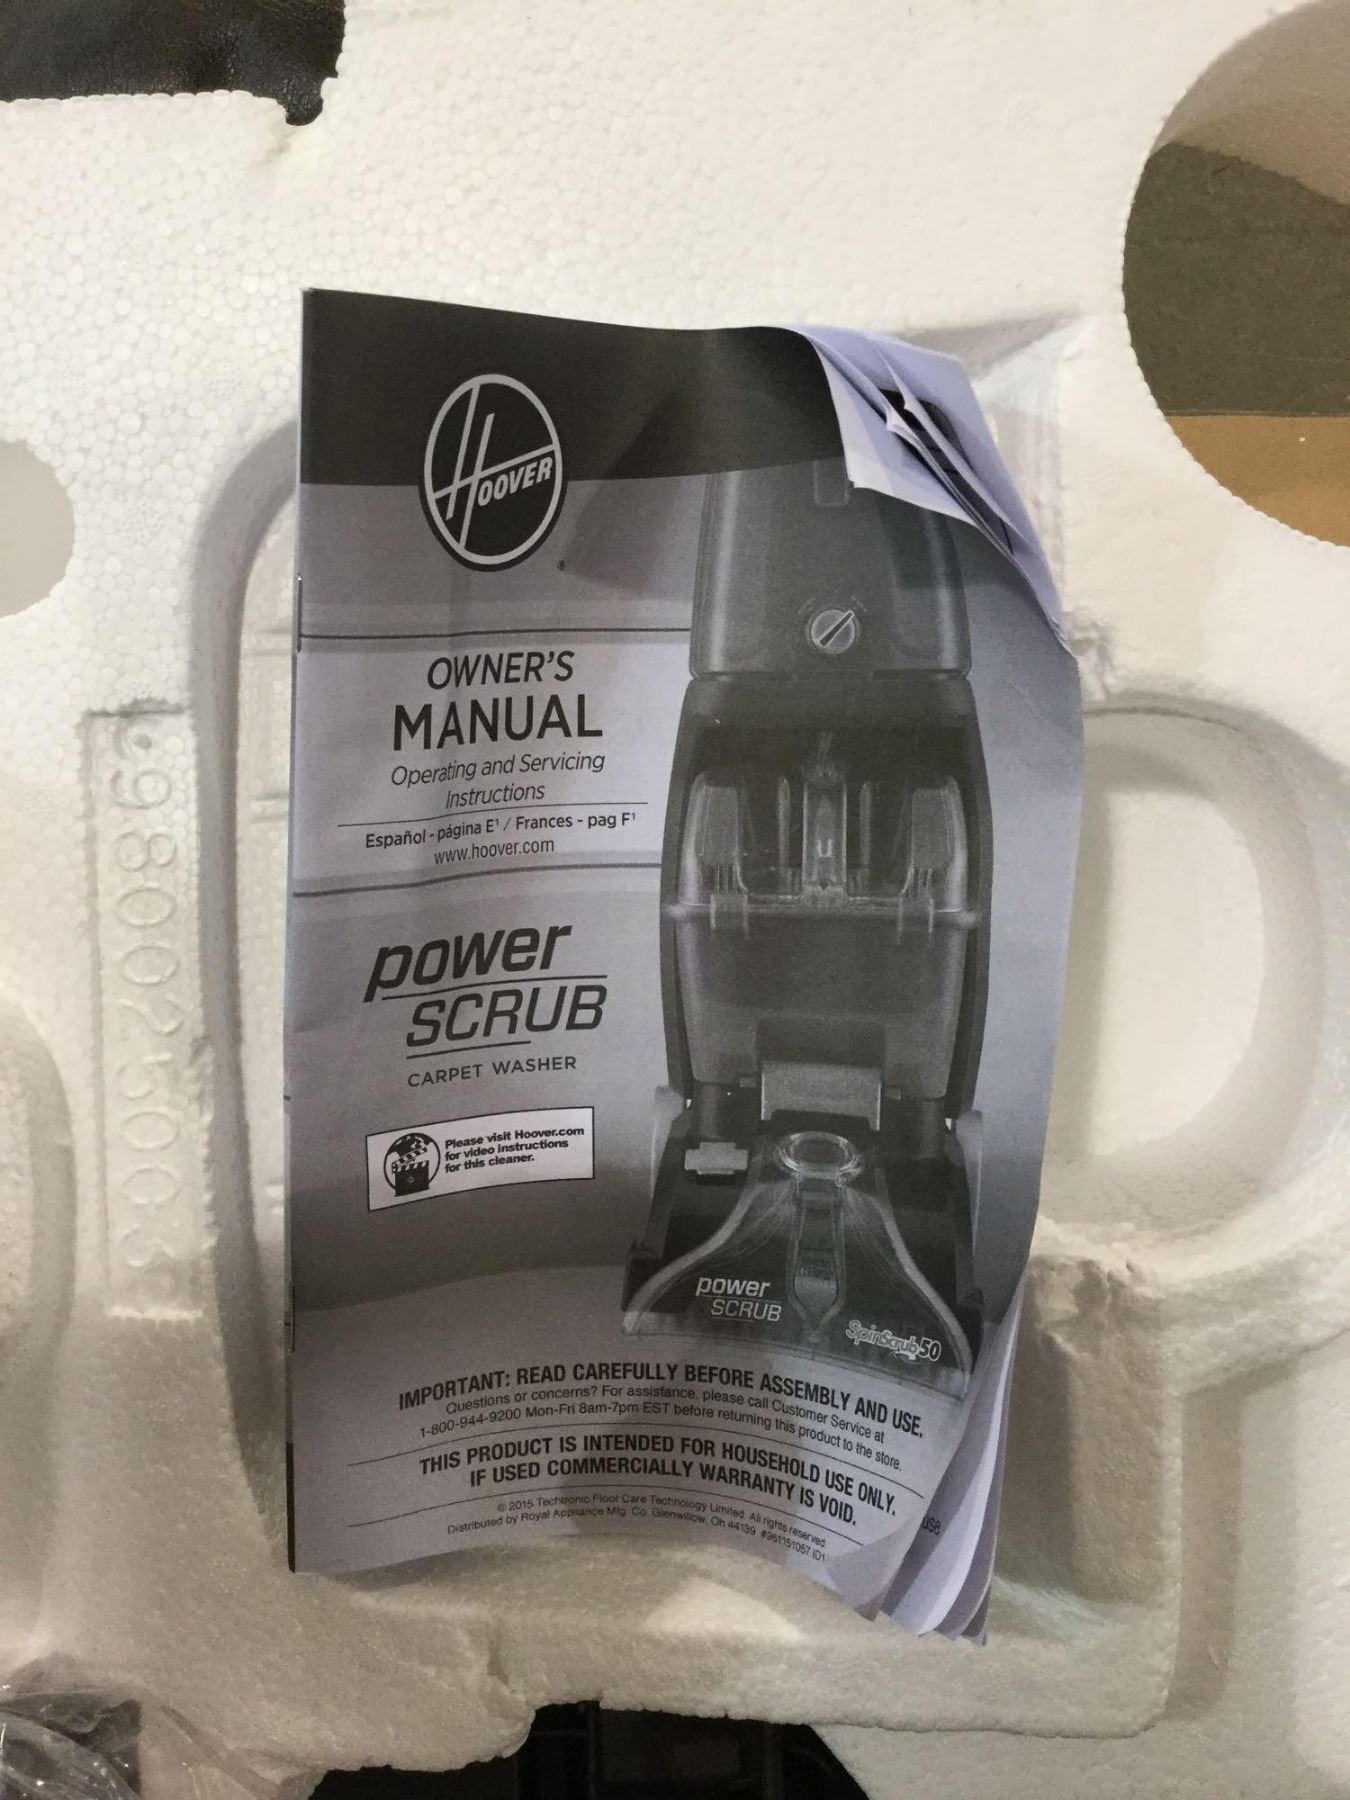 HOOVER
®
OWNER'S
MANUAL
Operating and Servicing
Instructions
Español - página E¹ / Frances - pag F¹
www.hoover.com
power
SCRUB
CARPET WASHER
Please visit Hoover.com
for video instructions
for this cleaner.
power
SCRUB
SpinScrub 50
IMPORTANT: READ CAREFULLY BEFORE ASSEMBLY AND USE.
Questions or concerns? For assistance, please call Customer Service at
1-800-944-9200 Mon-Fri 8am-7pm EST before returning this product to the store.
THIS PRODUCT IS INTENDED FOR HOUSEHOLD USE ONLY.
IF USED COMMERCIALLY WARRANTY IS VOID.
© 2015 Techtronic Floor Care Technology Limited. All rights reserved.
Distributed by Royal Appliance Mfg. Co. Glenwillow, Oh 44139 #961151057 ID1
use